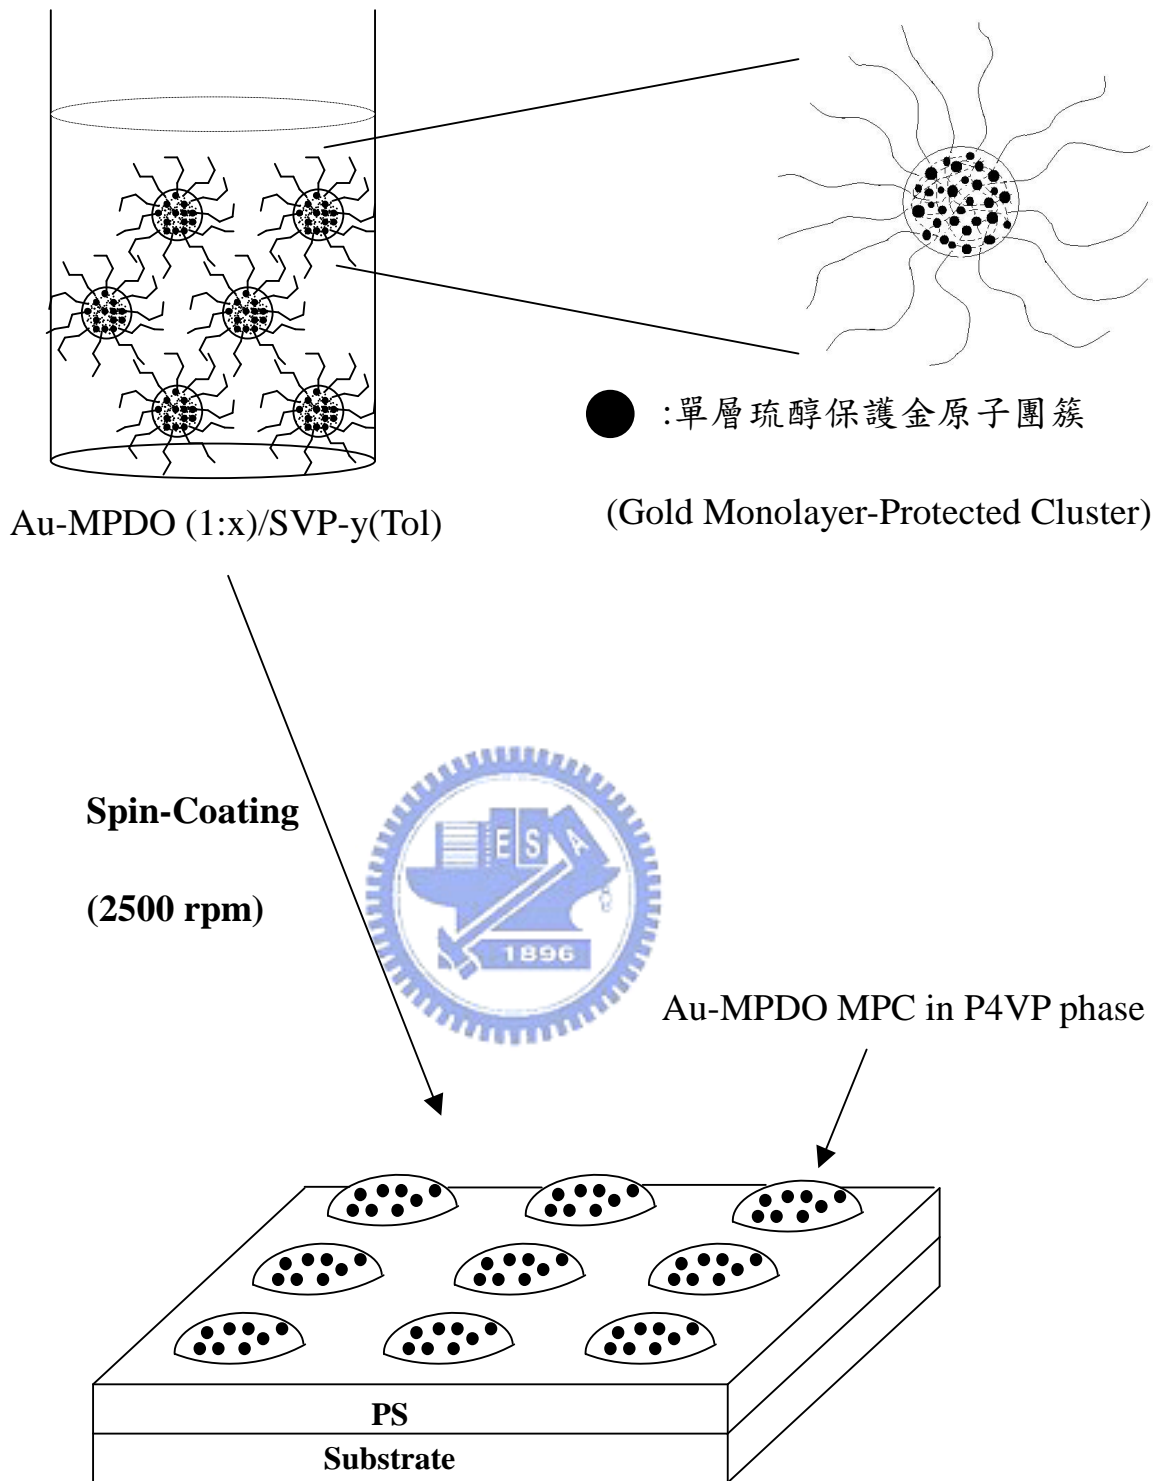 :單層琉醇保護金原子團簇
Au-MPDO (1:x)/SVP-y(Tol)
(Gold Monolayer-Protected Cluster)
Spin-Coating
(2500 rpm)
E S A
1896
Au-MPDO MPC in P4VP phase
PS
Substrate